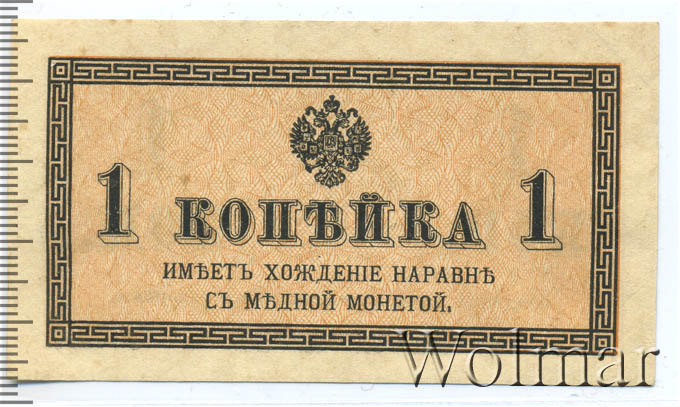 1 КОПѢЙКА 1
ИМѢЕТЪ ХОЖДЕНІЕ НАРАВНѢ
СЪ МѢДНОЙ МОНЕТОЙ.
Wolmar